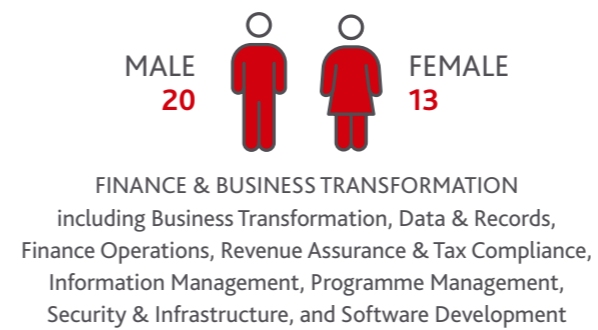 MALE
20
FEMALE
13
FINANCE & BUSINESS TRANSFORMATION
including Business Transformation, Data & Records,
Finance Operations, Revenue Assurance & Tax Compliance,
Information Management, Programme Management,
Security & Infrastructure, and Software Development